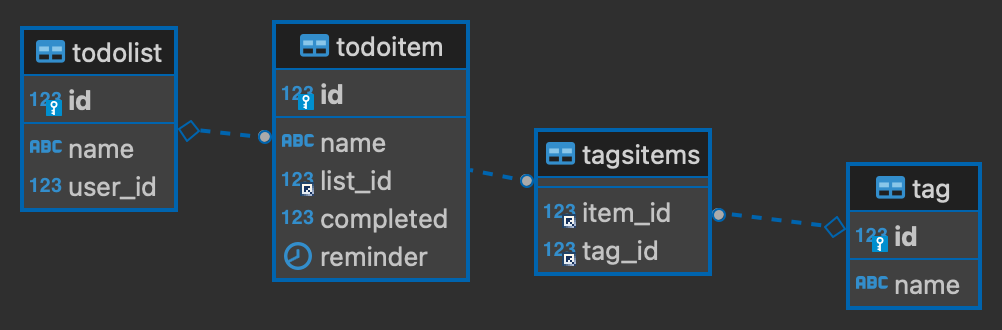 todolist
123 id
ABC name
123 user_id
todoitem
123 id
ABC name
123 list_id
123 completed
reminder
tagsitems
123 item_id
123 tag_id
tag
123 id
ABC name